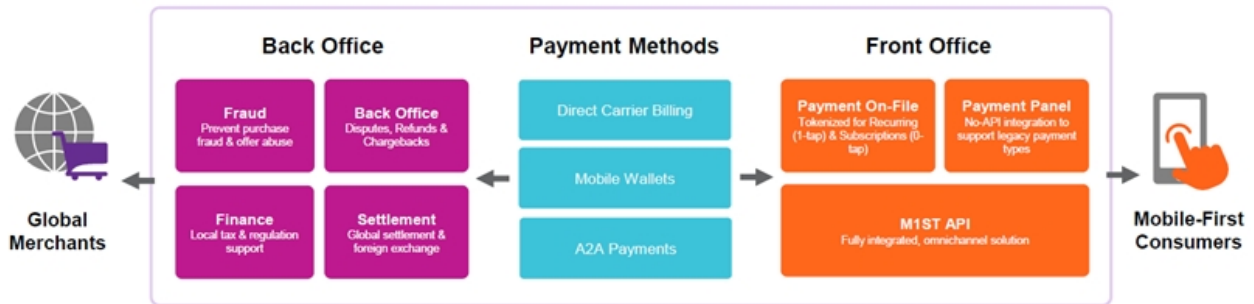 Back Office
Payment Methods
Front Office
Fraud
Prevent purchase
fraud & offer abuse
Back Office
Disputes, Refunds &
Chargebacks
Direct Carrier Billing
Payment On-File
Tokenized for Recurring
(1-tap) & Subscriptions (0-
tap)
Payment Panel
No-API integration to
support legacy payment
types
Mobile Wallets
Global
Merchants
Finance
Local tax & regulation
support
Settlement
Global settlement &
foreign exchange
A2A Payments
M1ST API
Fully integrated, omnichannel solution
Mobile-First
Consumers